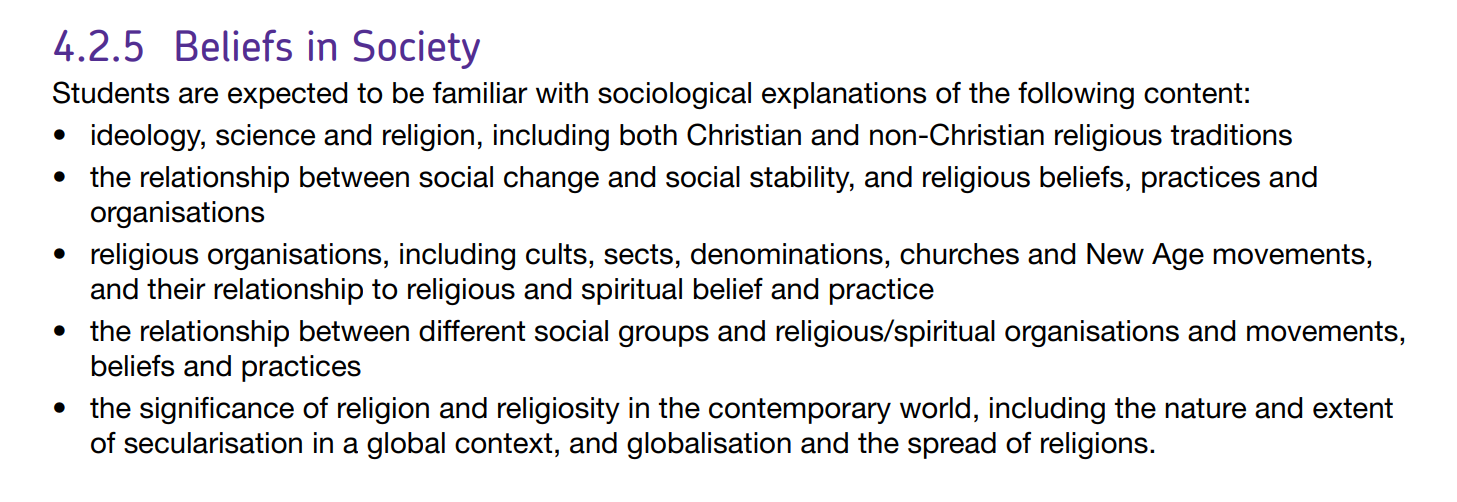 4.2.5 Beliefs in Society
Students are expected to be familiar with sociological explanations of the following content:
• ideology, science and religion, including both Christian and non-Christian religious traditions
• the relationship between social change and social stability, and religious beliefs, practices and
organisations
• religious organisations, including cults, sects, denominations, churches and New Age movements,
and their relationship to religious and spiritual belief and practice
• the relationship between different social groups and religious/spiritual organisations and movements,
beliefs and practices
• the significance of religion and religiosity in the contemporary world, including the nature and extent
of secularisation in a global context, and globalisation and the spread of religions.